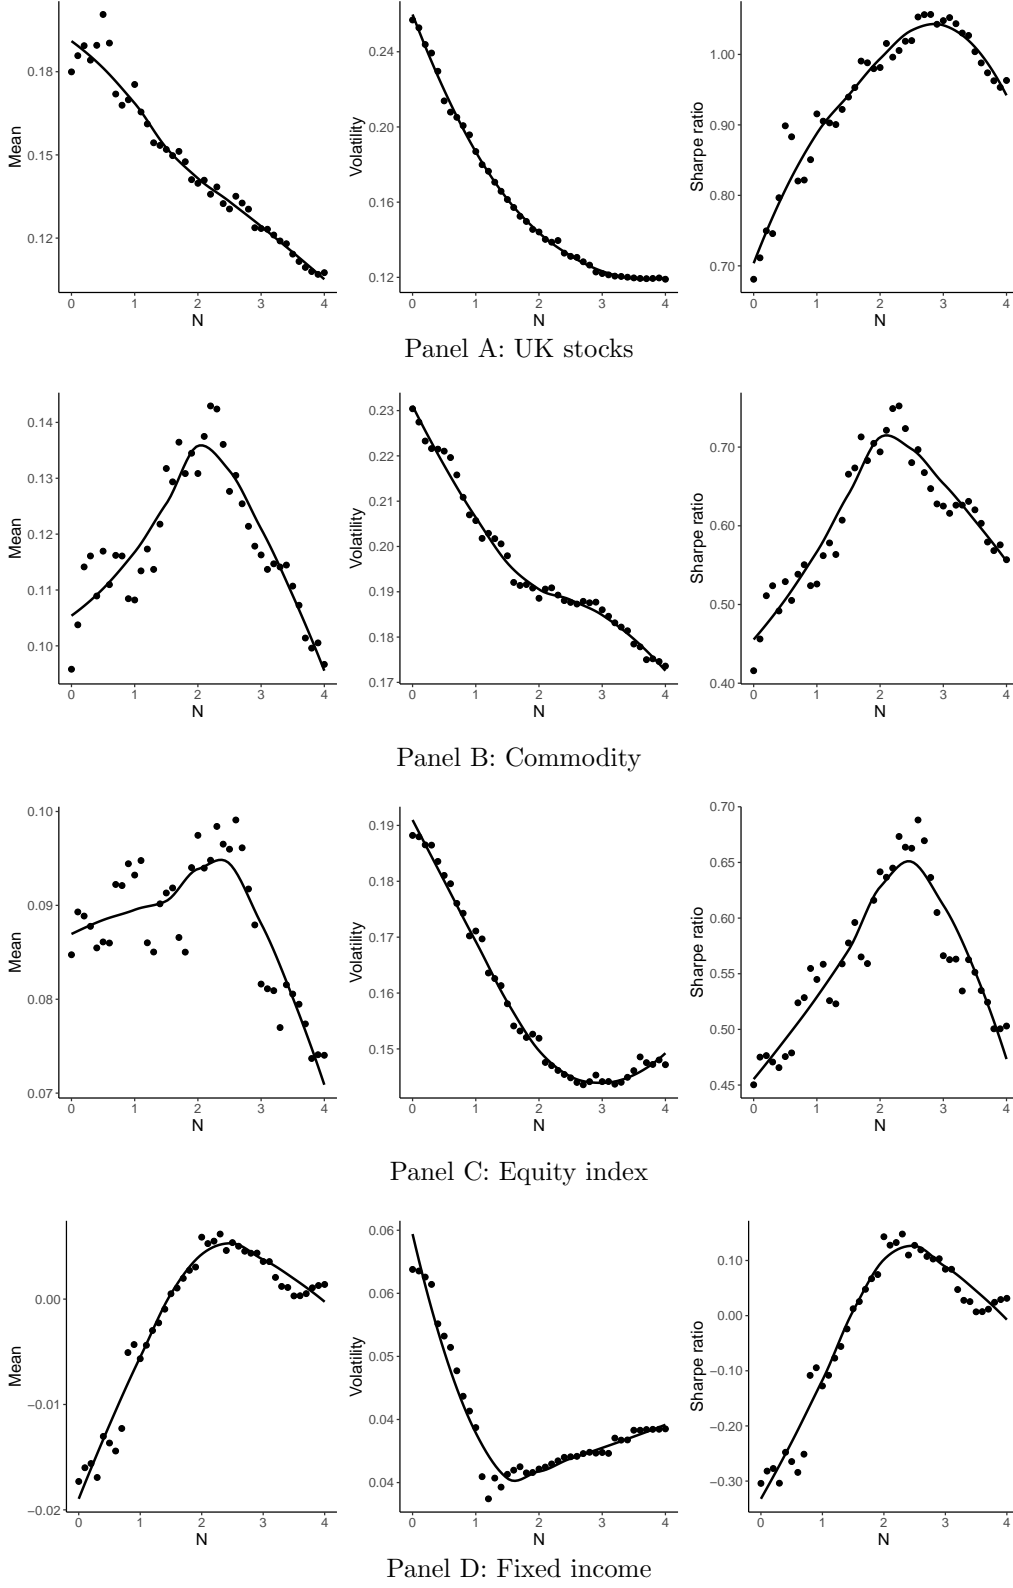 Mean
0.18
0.15
0.12
0 1 2 3 4
N
Volatility
0.24
0.20
0.16
0.12
0 1 2 3 4
N
Sharpe ratio
1.00
0.90
0.80
0.70
0 1 2 3 4
N
Panel A: UK stocks
Mean
0.14
0.13
0.12
0.11
0.10
0 1 2 3 4
N
Volatility
0.23
0.22
0.21
0.20
0.19
0.18
0.17
0 1 2 3 4
N
Sharpe ratio
0.70
0.60
0.50
0.40
0 1 2 3 4
N
Panel B: Commodity
Mean
0.10
0.09
0.08
0.07
0 1 2 3 4
N
Volatility
0.19
0.18
0.17
0.16
0.15
0 1 2 3 4
N
Sharpe ratio
0.70
0.65
0.60
0.55
0.50
0.45
0 1 2 3 4
N
Panel C: Equity index
Mean
0.00
−0.01
−0.02
0 1 2 3 4
N
Volatility
0.06
0.06
0.05
0.04
0.04
0 1 2 3 4
N
Sharpe ratio
0.10
0.00
−0.10
−0.20
−0.30
0 1 2 3 4
N
Panel D: Fixed income